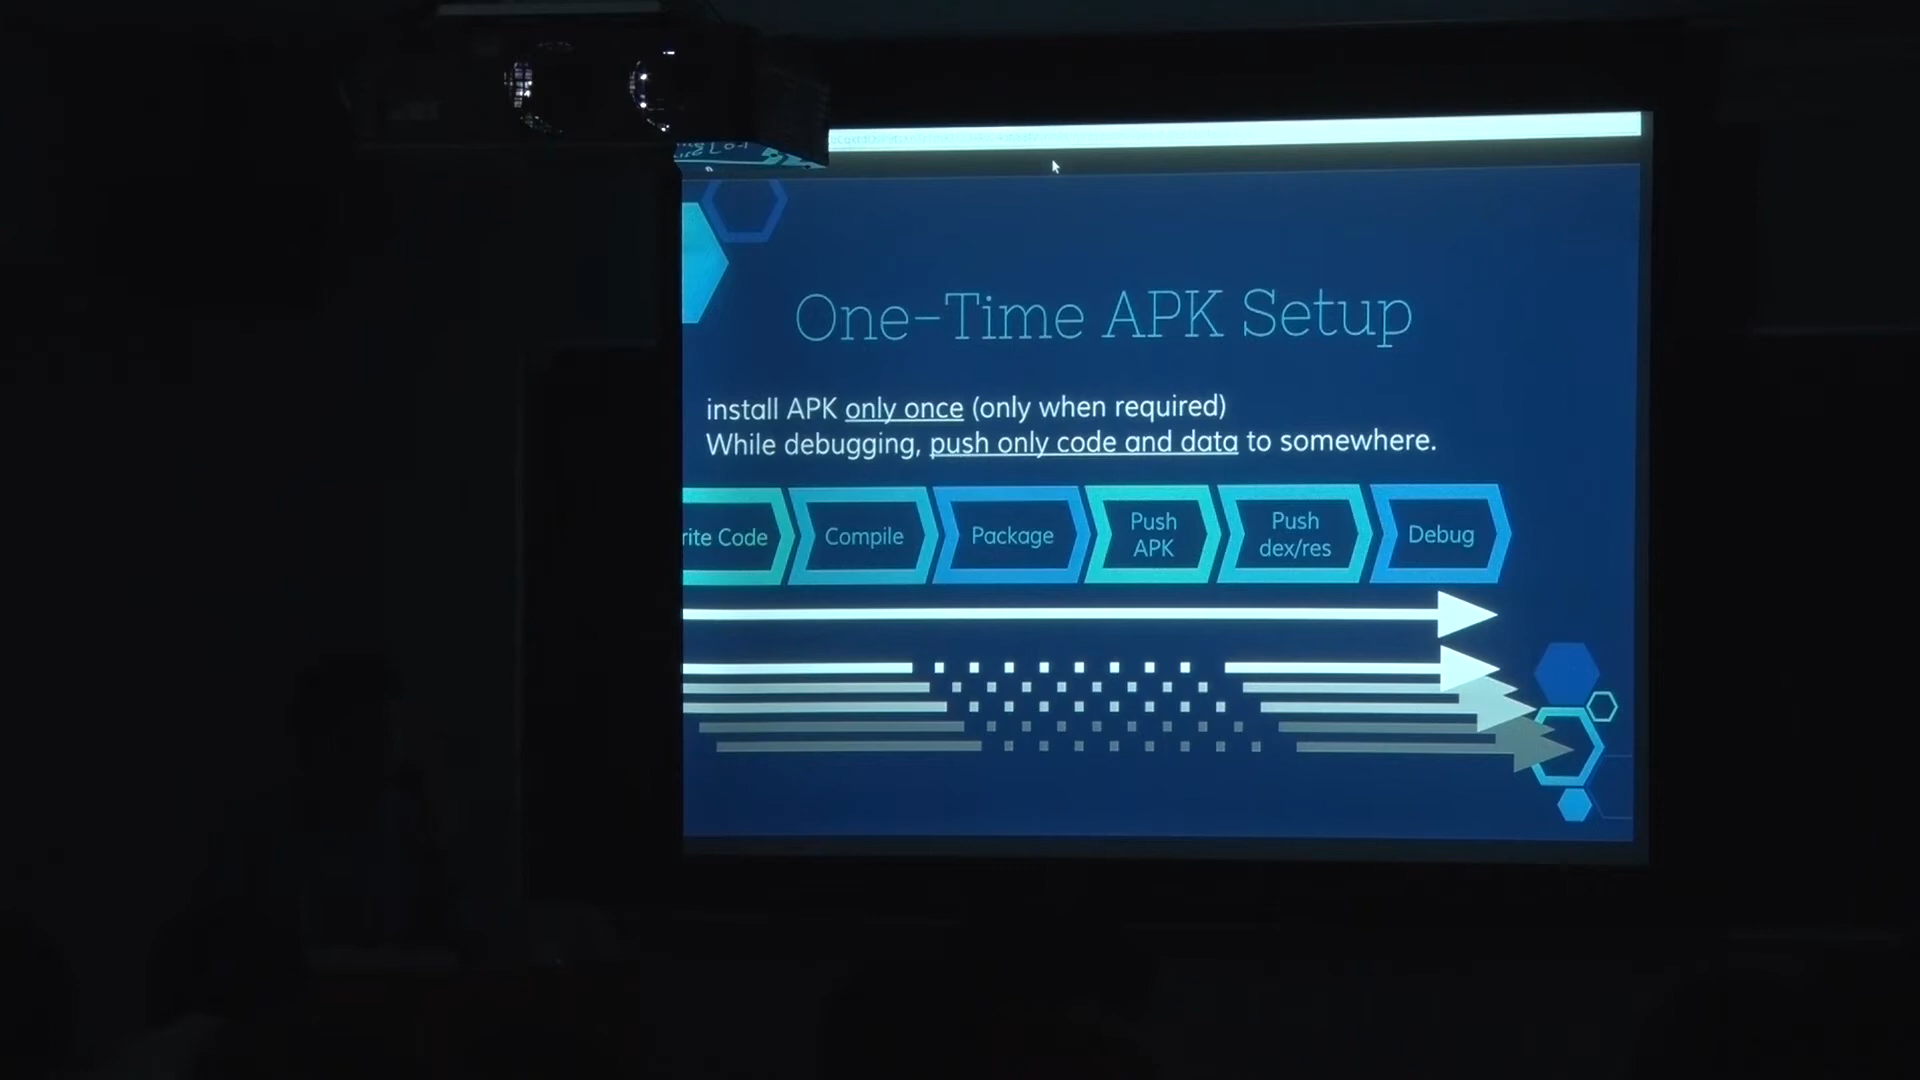 One-Time APK Setup
install APK only once (only when required)
While debugging, push only code and data to somewhere.
rite Code
Compile
Package
Push
APK
Push
dex/res
Debug